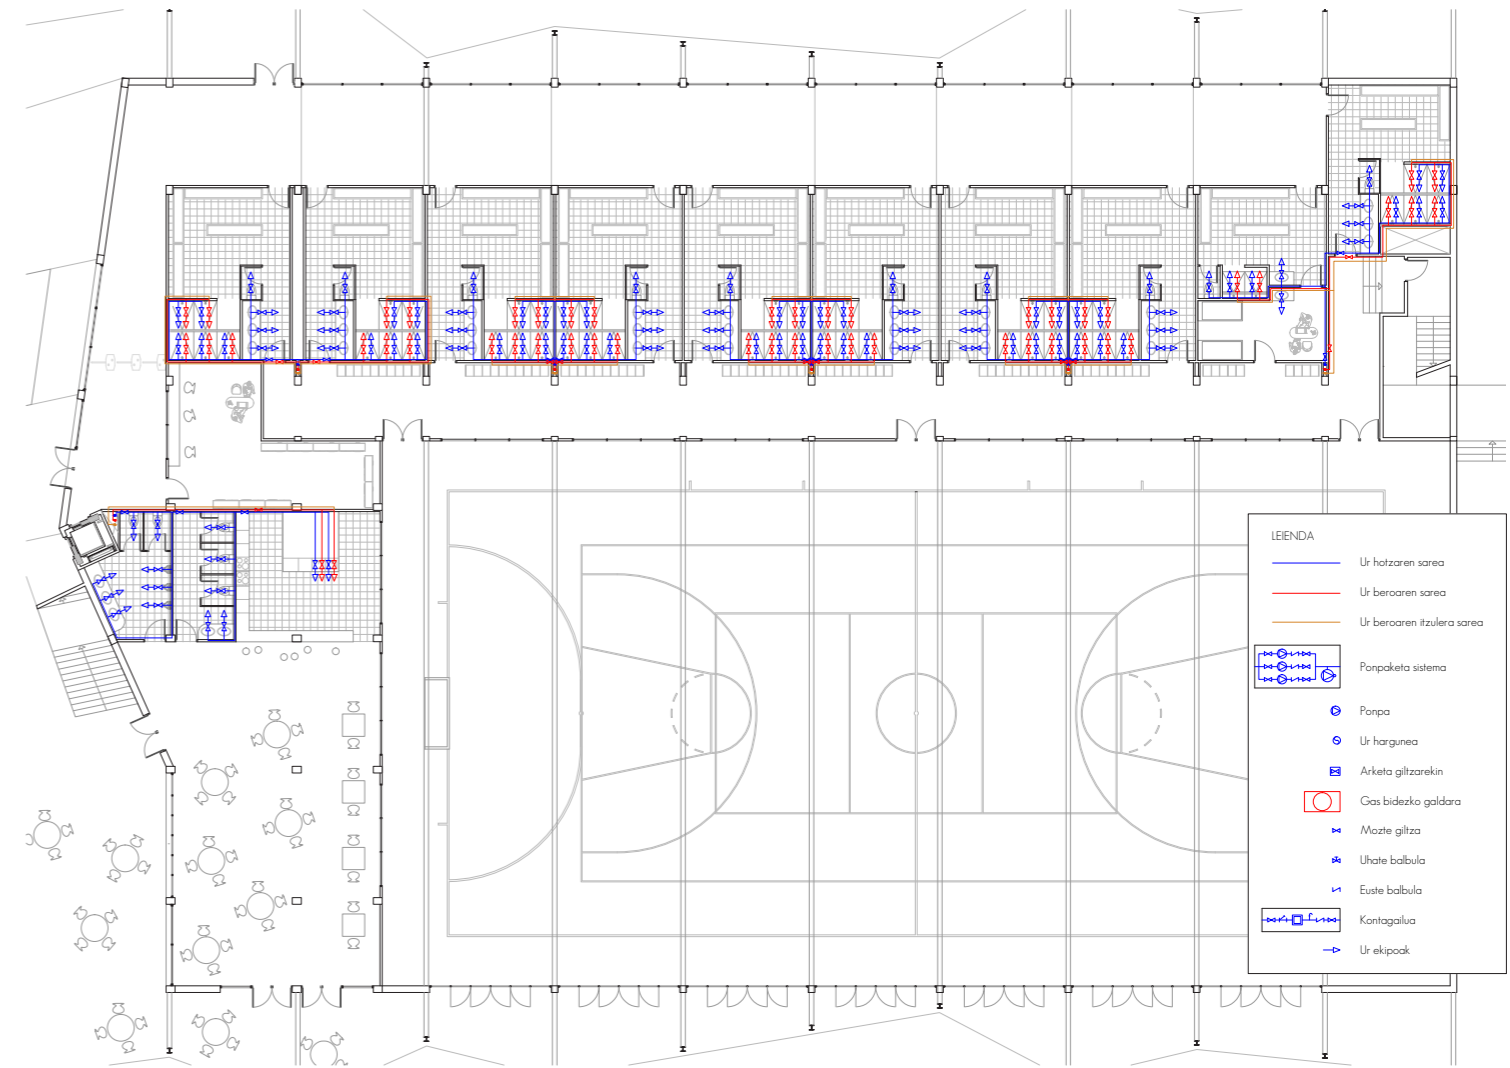 LEIENDA
Ur hotzaren sarea
Ur beroaren sarea
Ur beroaren itzulera sarea
Ponpaketa sistema
Ponpa
Ur hargunea
Arketa giltzarekin
Gas bidezko galdara
Mozte giltza
Uhate balbula
Euste balbula
Kontagailua
Ur ekipoak